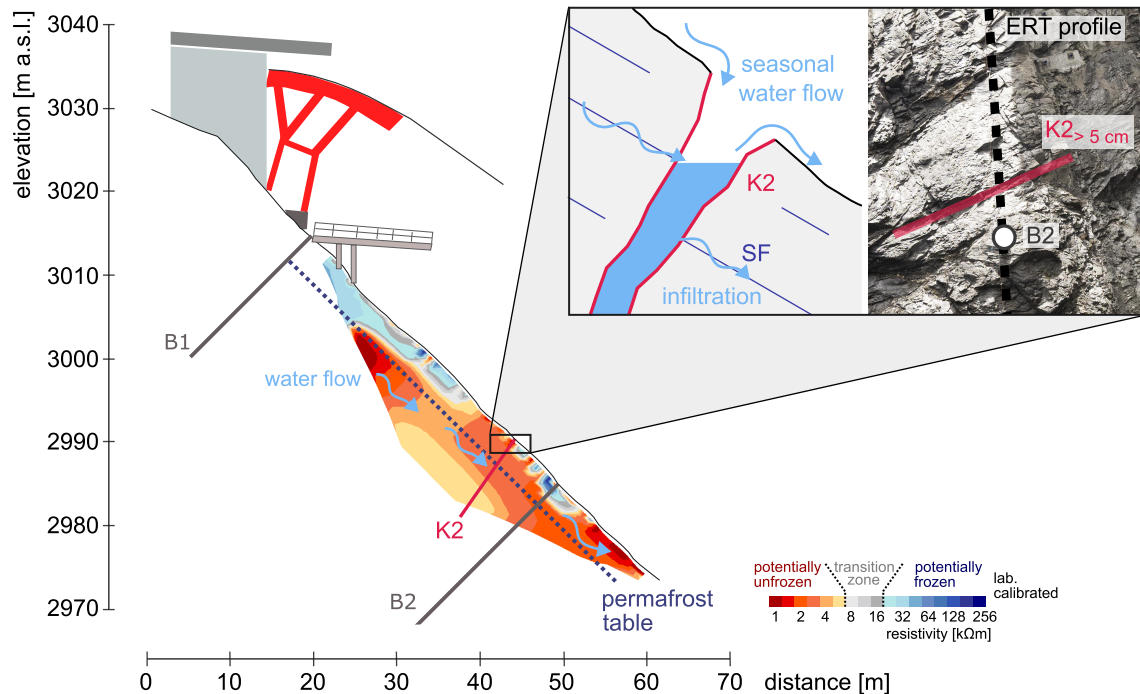 elevation [m a.s.l.]
3040
3030
3020
3010
3000
2990
2980
2970
0
10
20
30
40
50
60
70
distance [m]
B1
water flow
K2
B2
permafrost
table
seasonal
water flow
K2
SF
infiltration
ERT profile
K2> 5 cm
B2
potentially
unfrozen
transition
zone
potentially
frozen
lab.
calibrated
1 2 4 8 16 32 64 128 256
resistivity [kΩm]